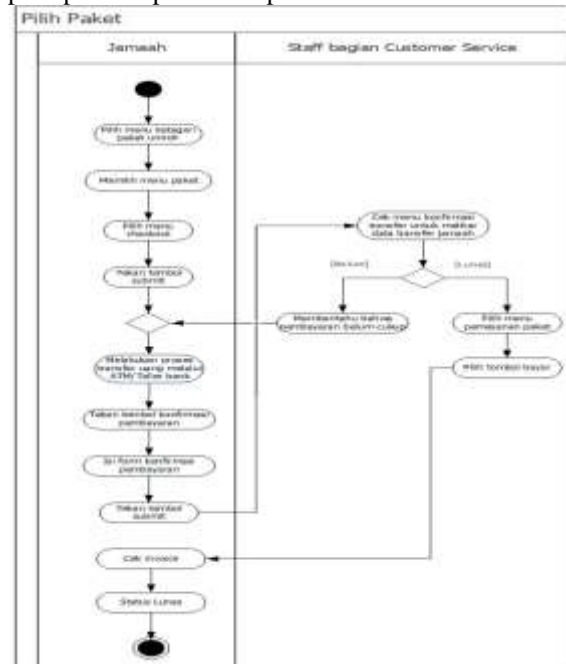 Pilih Paket
Jamaah
Staff bagian Customer Service
Pilih menu kategori
paket umroh
Memilih menu paket
Pilih menu
checkout
Tekan tombol
submit
Melakukan proses
transfer uang melalui
ATM/Teller bank
Tekan tombol konfirmasi
pembayaran
Isi form konfirmasi
pembayaran
Tekan tombol
submit
Cek invoice
Status Lunas
Cek menu konfirmasi
transfer untuk melihat
data transfer jamaah
[Belum]
[Lunas]
Memberitahu bahwa
pembayaran belum cukup
Pilih menu
pemesanan paket
Pilih tombol bayar